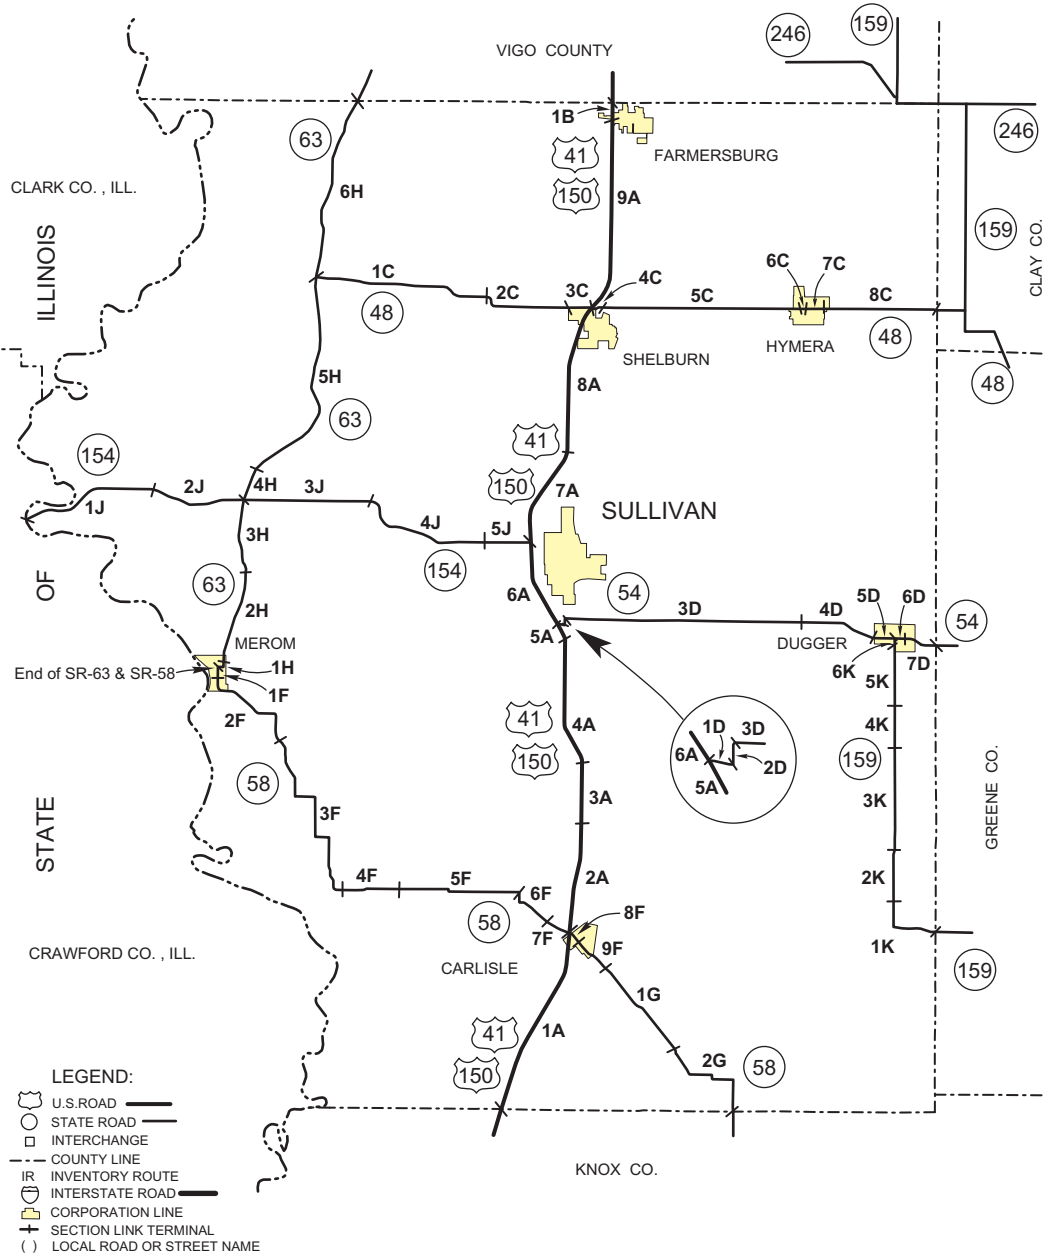 159
246
VIGO COUNTY
246
1B
FARMERSBURG
63
41
CLARK CO. , ILL.
150
9A
6H
ILLINOIS
159
CLAY CO.
1C
2C
3C
4C
5C
6C
7C
8C
48
48
SHELBURN
HYMERA
5H
8A
48
63
41
154
150
7A
1J
2J
4H
3J
4J
5J
SULLIVAN
3H
154
OF
63
6A
54
2H
3D
4D
5D
6D
54
MEROM
5A
DUGGER
6K
7D
End of SR-63 & SR-58
1H
1F
5K
2F
41
4A
1D
3D
4K
6A
2D
150
5A
159
58
3A
3K
GREENE CO.
STATE
3F
4F
5F
6F
2A
2K
58
7F
8F
9F
1K
CRAWFORD CO. , ILL.
CARLISLE
159
1G
41
1A
150
2G
58
LEGEND:
U.S.ROAD
STATE ROAD
INTERCHANGE
COUNTY LINE
IR INVENTORY ROUTE
INTERSTATE ROAD
CORPORATION LINE
SECTION LINK TERMINAL
( ) LOCAL ROAD OR STREET NAME
KNOX CO.